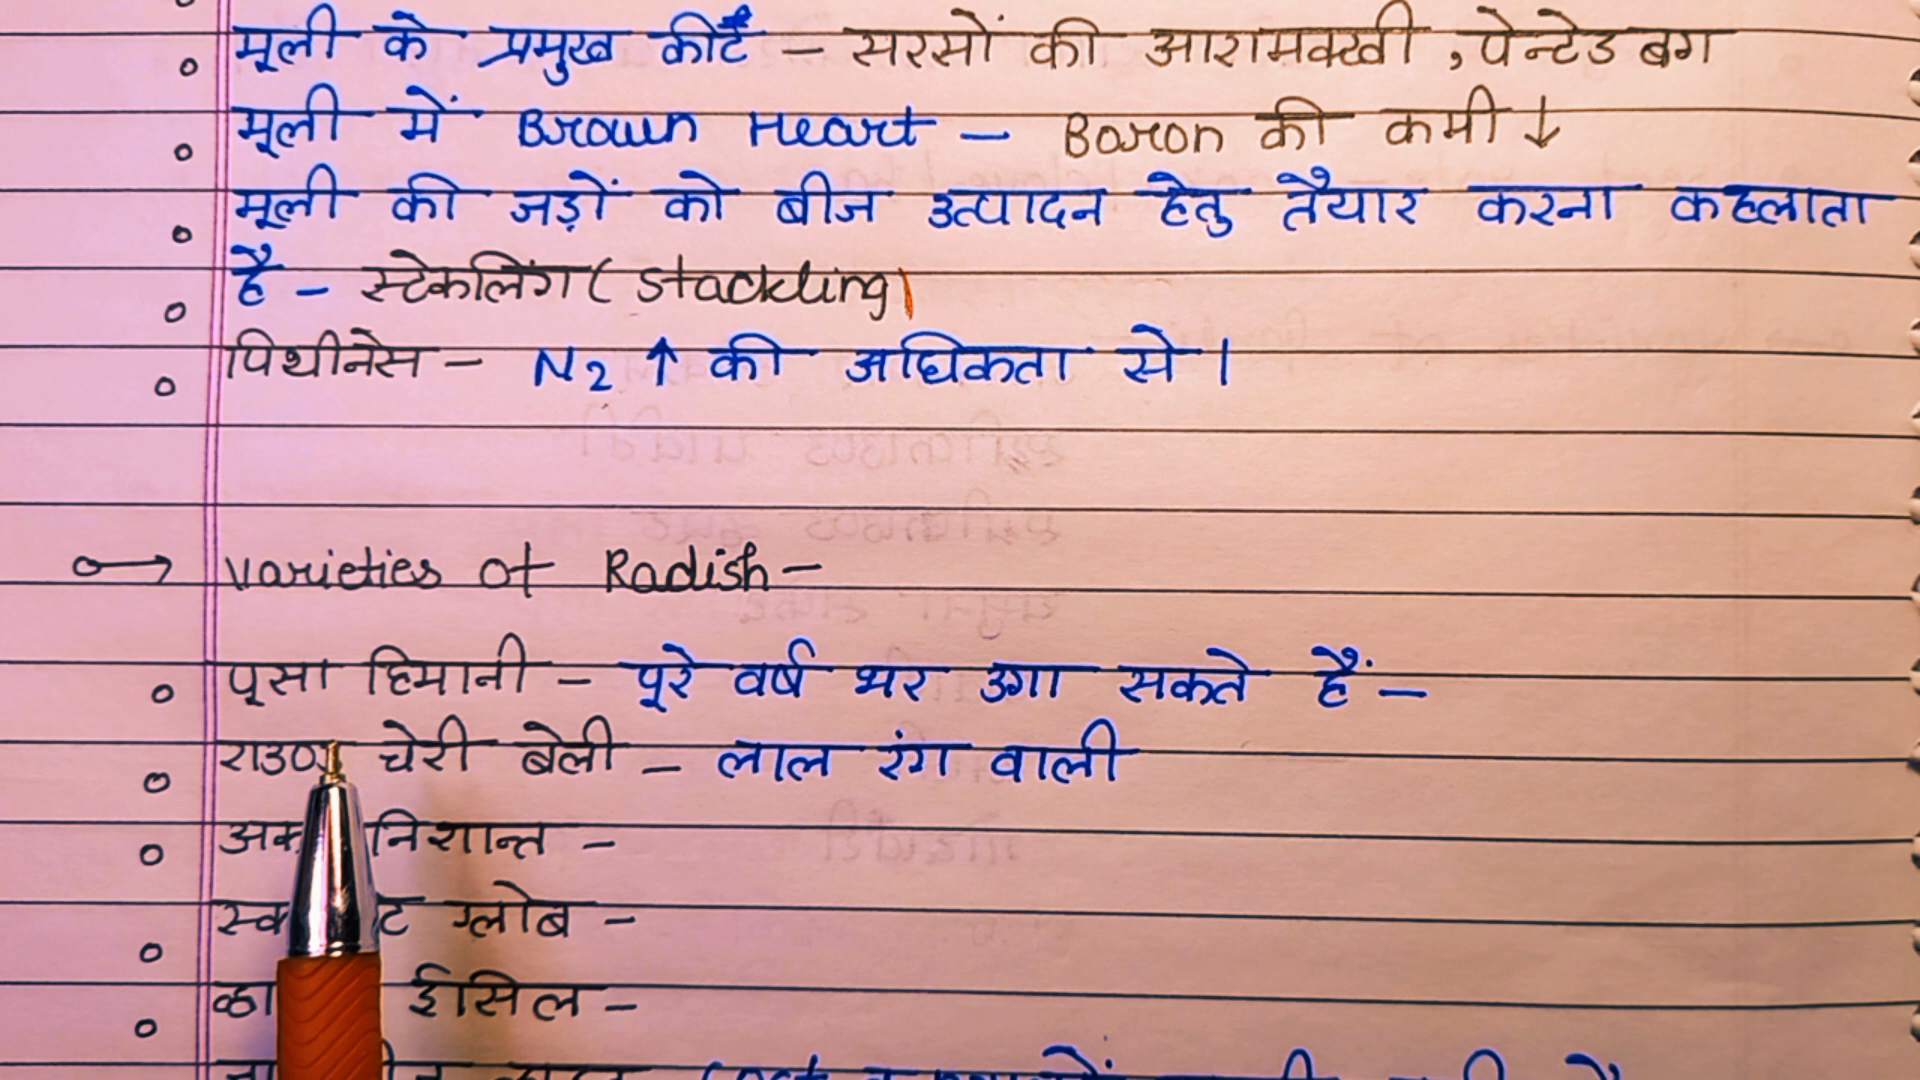 मूली के प्रमुख कीटें – सरसों की आरामक्खी , पेन्टेड बग
मूली में Brown Heart – Boron की कमी ↓
मूली की जड़ों को बीज उत्पादन हेतु तैयार करना कहलाता
है – स्टेकलिंग ( stackling)
पिथीनेस – N2 ↑ की अधिकता से ।
→ varieties of Radish –
पूसा हिमानी – पूरे वर्ष भर उगा सकते हैं –
चेरी बेली – लाल रंग वाली
निशान्त –
ग्लोब –
ईसिल –